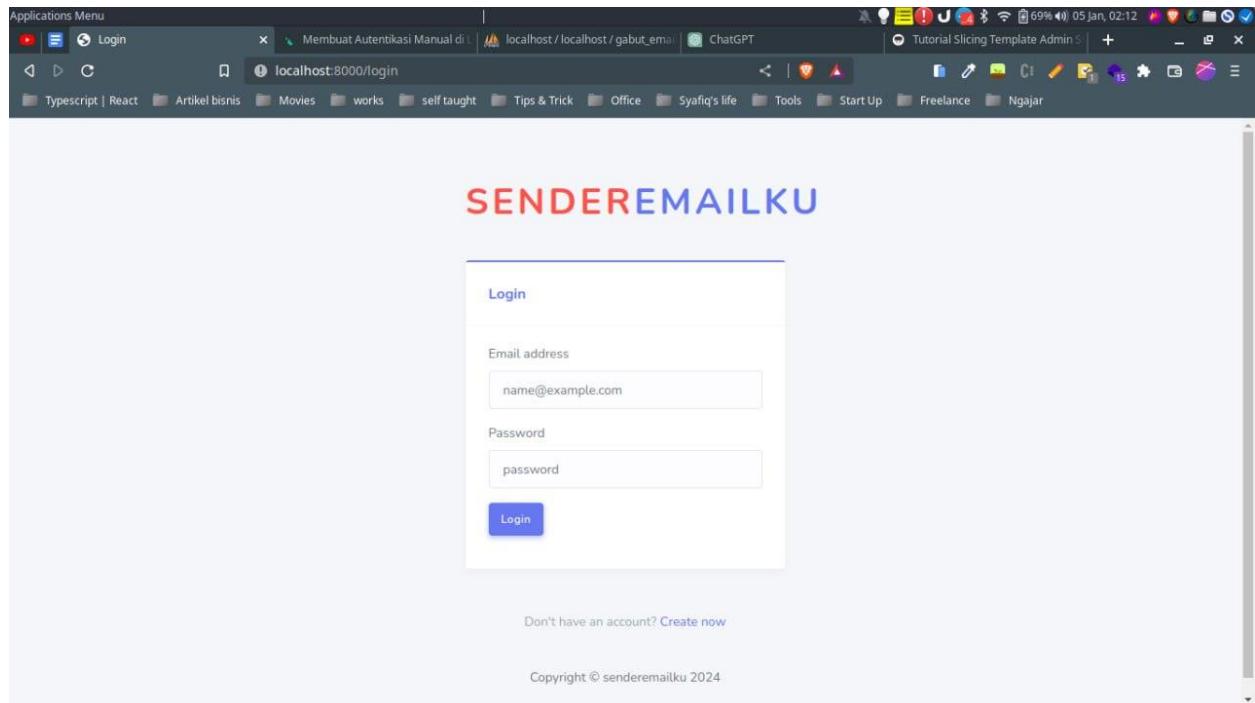 Applications Menu
69% 05 Jan, 02:12
Login
Membuat Autentikasi Manual di L
localhost / localhost / gabut_emai
ChatGPT
Tutorial Slicing Template Admin S
localhost:8000/login
Typescript | React Artikel bisnis Movies works self taught Tips & Trick Office Syafiq's life Tools Start Up Freelance Ngajar
SENDEREMAILKU
Login
Email address
name@example.com
Password
password
Login
Don't have an account? Create now
Copyright © senderemailku 2024